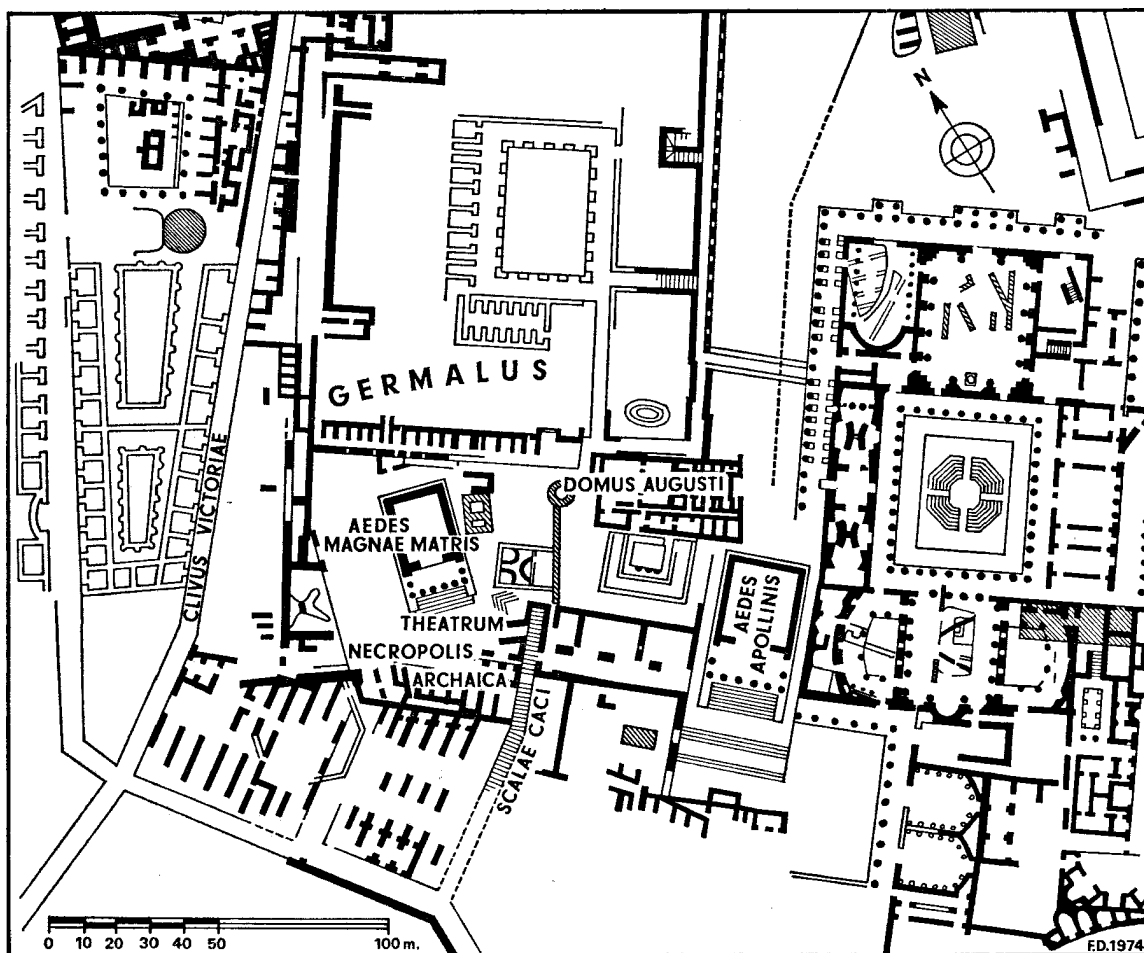 N
GERMALUS
DOMUS AUGUSTI
CLIVUS VICTORIAE
AEDES
MAGNAE MATRIS
AEDES
APOLLINIS
THEATRUM
NECROPOLIS
ARCHAICA
SCALAE CACI
0 10 20 30 40 50 100 m.
F.D.1974